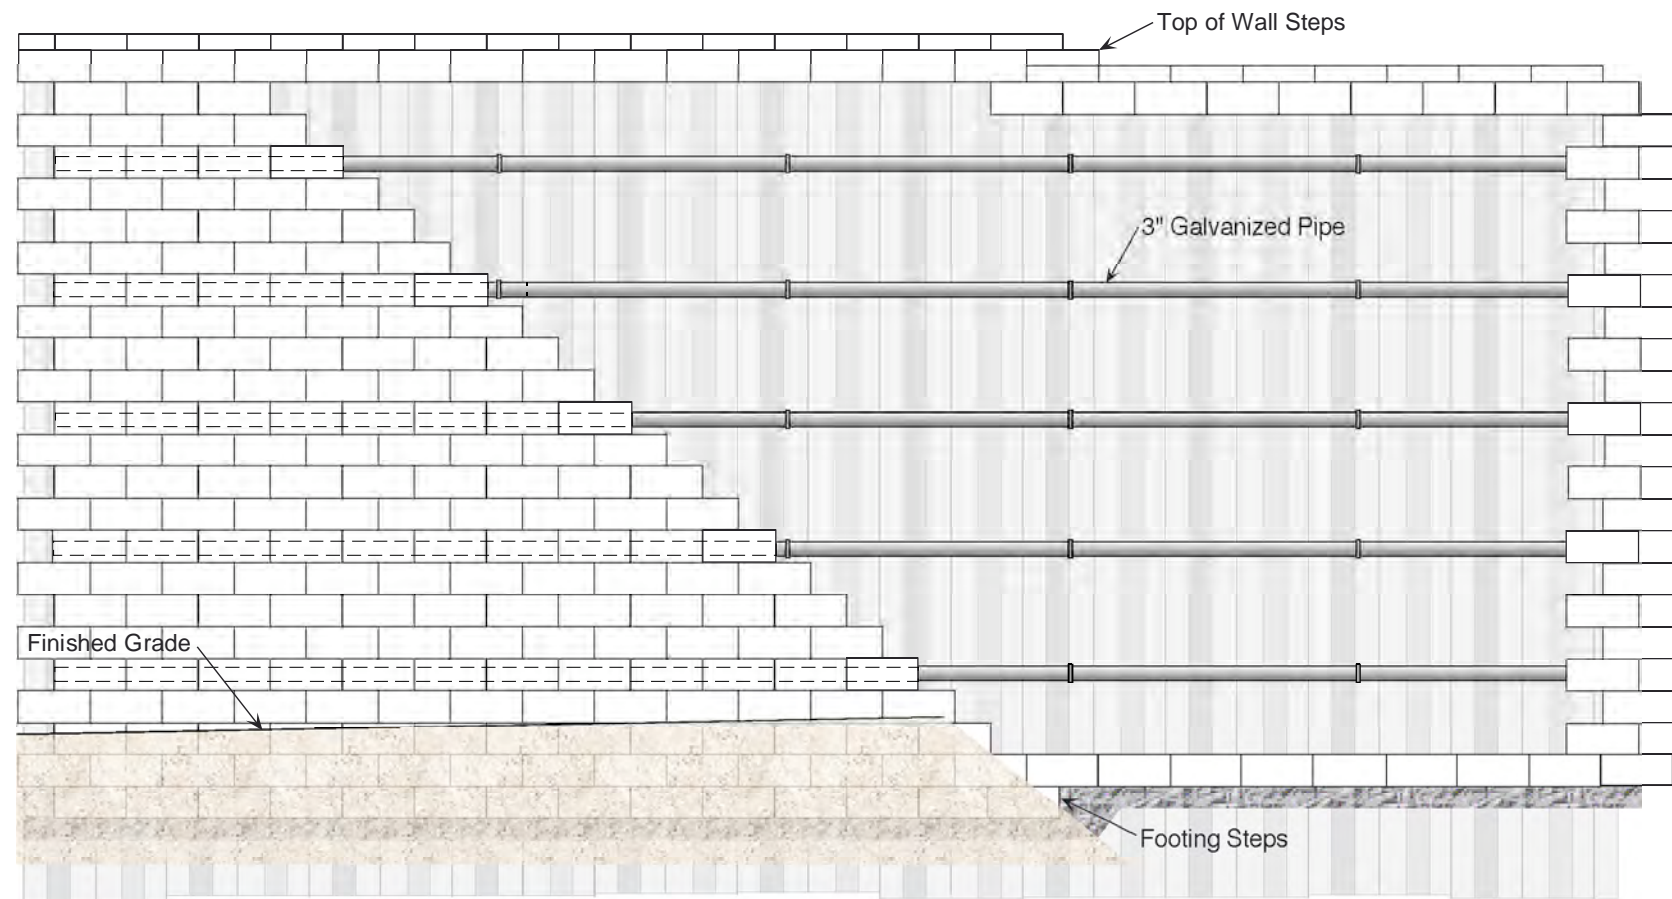 Top of Wall Steps
3" Galvanized Pipe
Finished Grade
Footing Steps